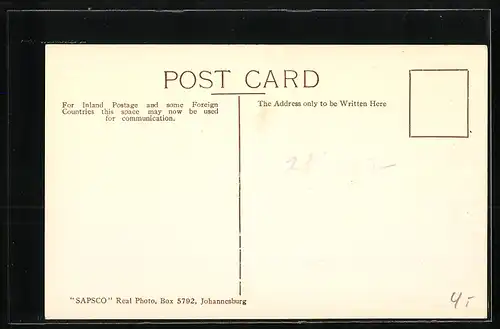 POST CARD
For Inland Postage and some Foreign
Countries this space may now be used
for communication.
The Address only to be Written Here
"SAPSCO" Real Photo, Box 5792, Johannesburg
4,-